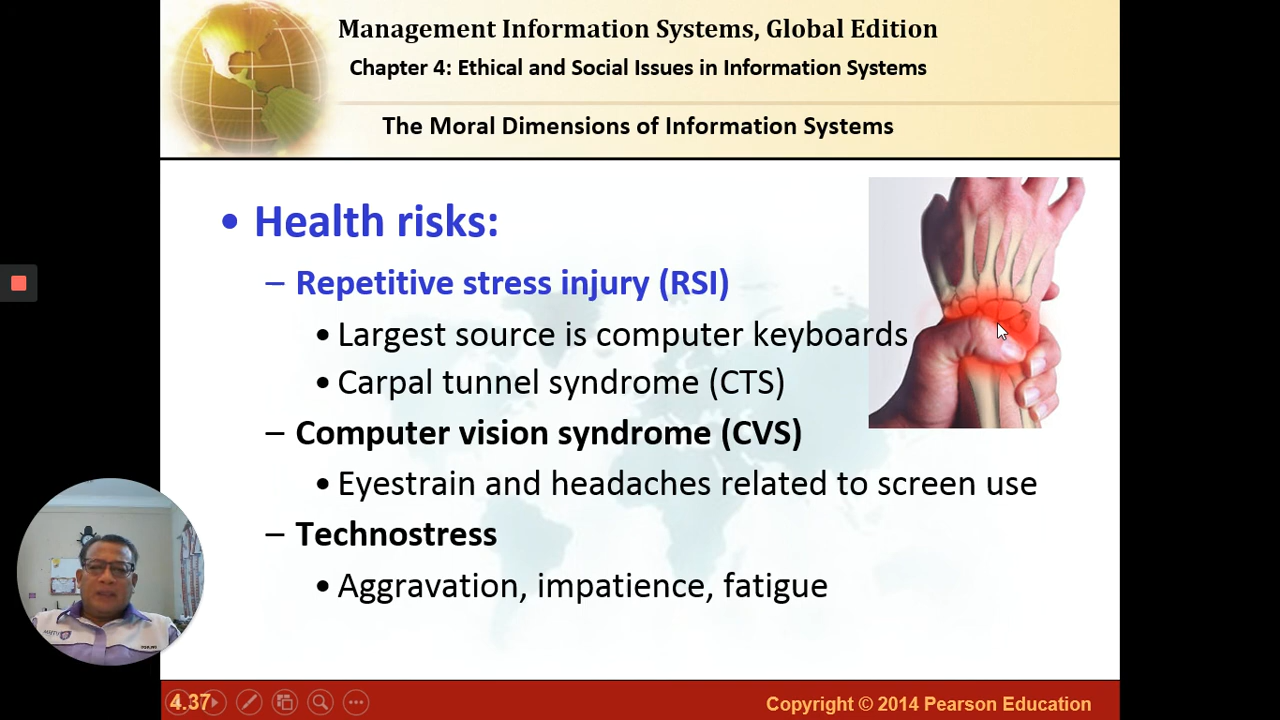 Management Information Systems, Global Edition
Chapter 4: Ethical and Social Issues in Information Systems
The Moral Dimensions of Information Systems
• Health risks:
– Repetitive stress injury (RSI)
• Largest source is computer keyboards
• Carpal tunnel syndrome (CTS)
– Computer vision syndrome (CVS)
• Eyestrain and headaches related to screen use
– Technostress
• Aggravation, impatience, fatigue
4.37
Copyright © 2014 Pearson Education